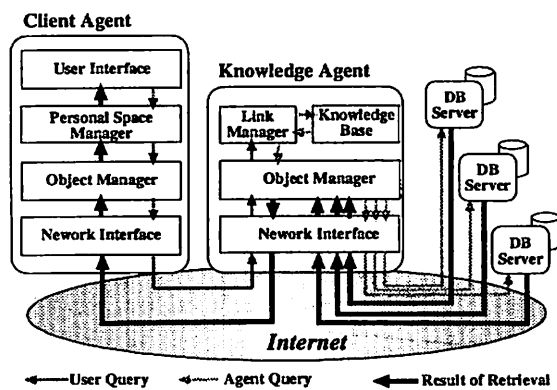 Client Agent
User Interface
Personal Space
Manager
Object Manager
Nework Interface
Knowledge Agent
Link
Manager
Knowledge
Base
Object Manager
Nework Interface
DB
Server
DB
Server
DB
Server
Internet
User Query
Agent Query
Result of Retrieval